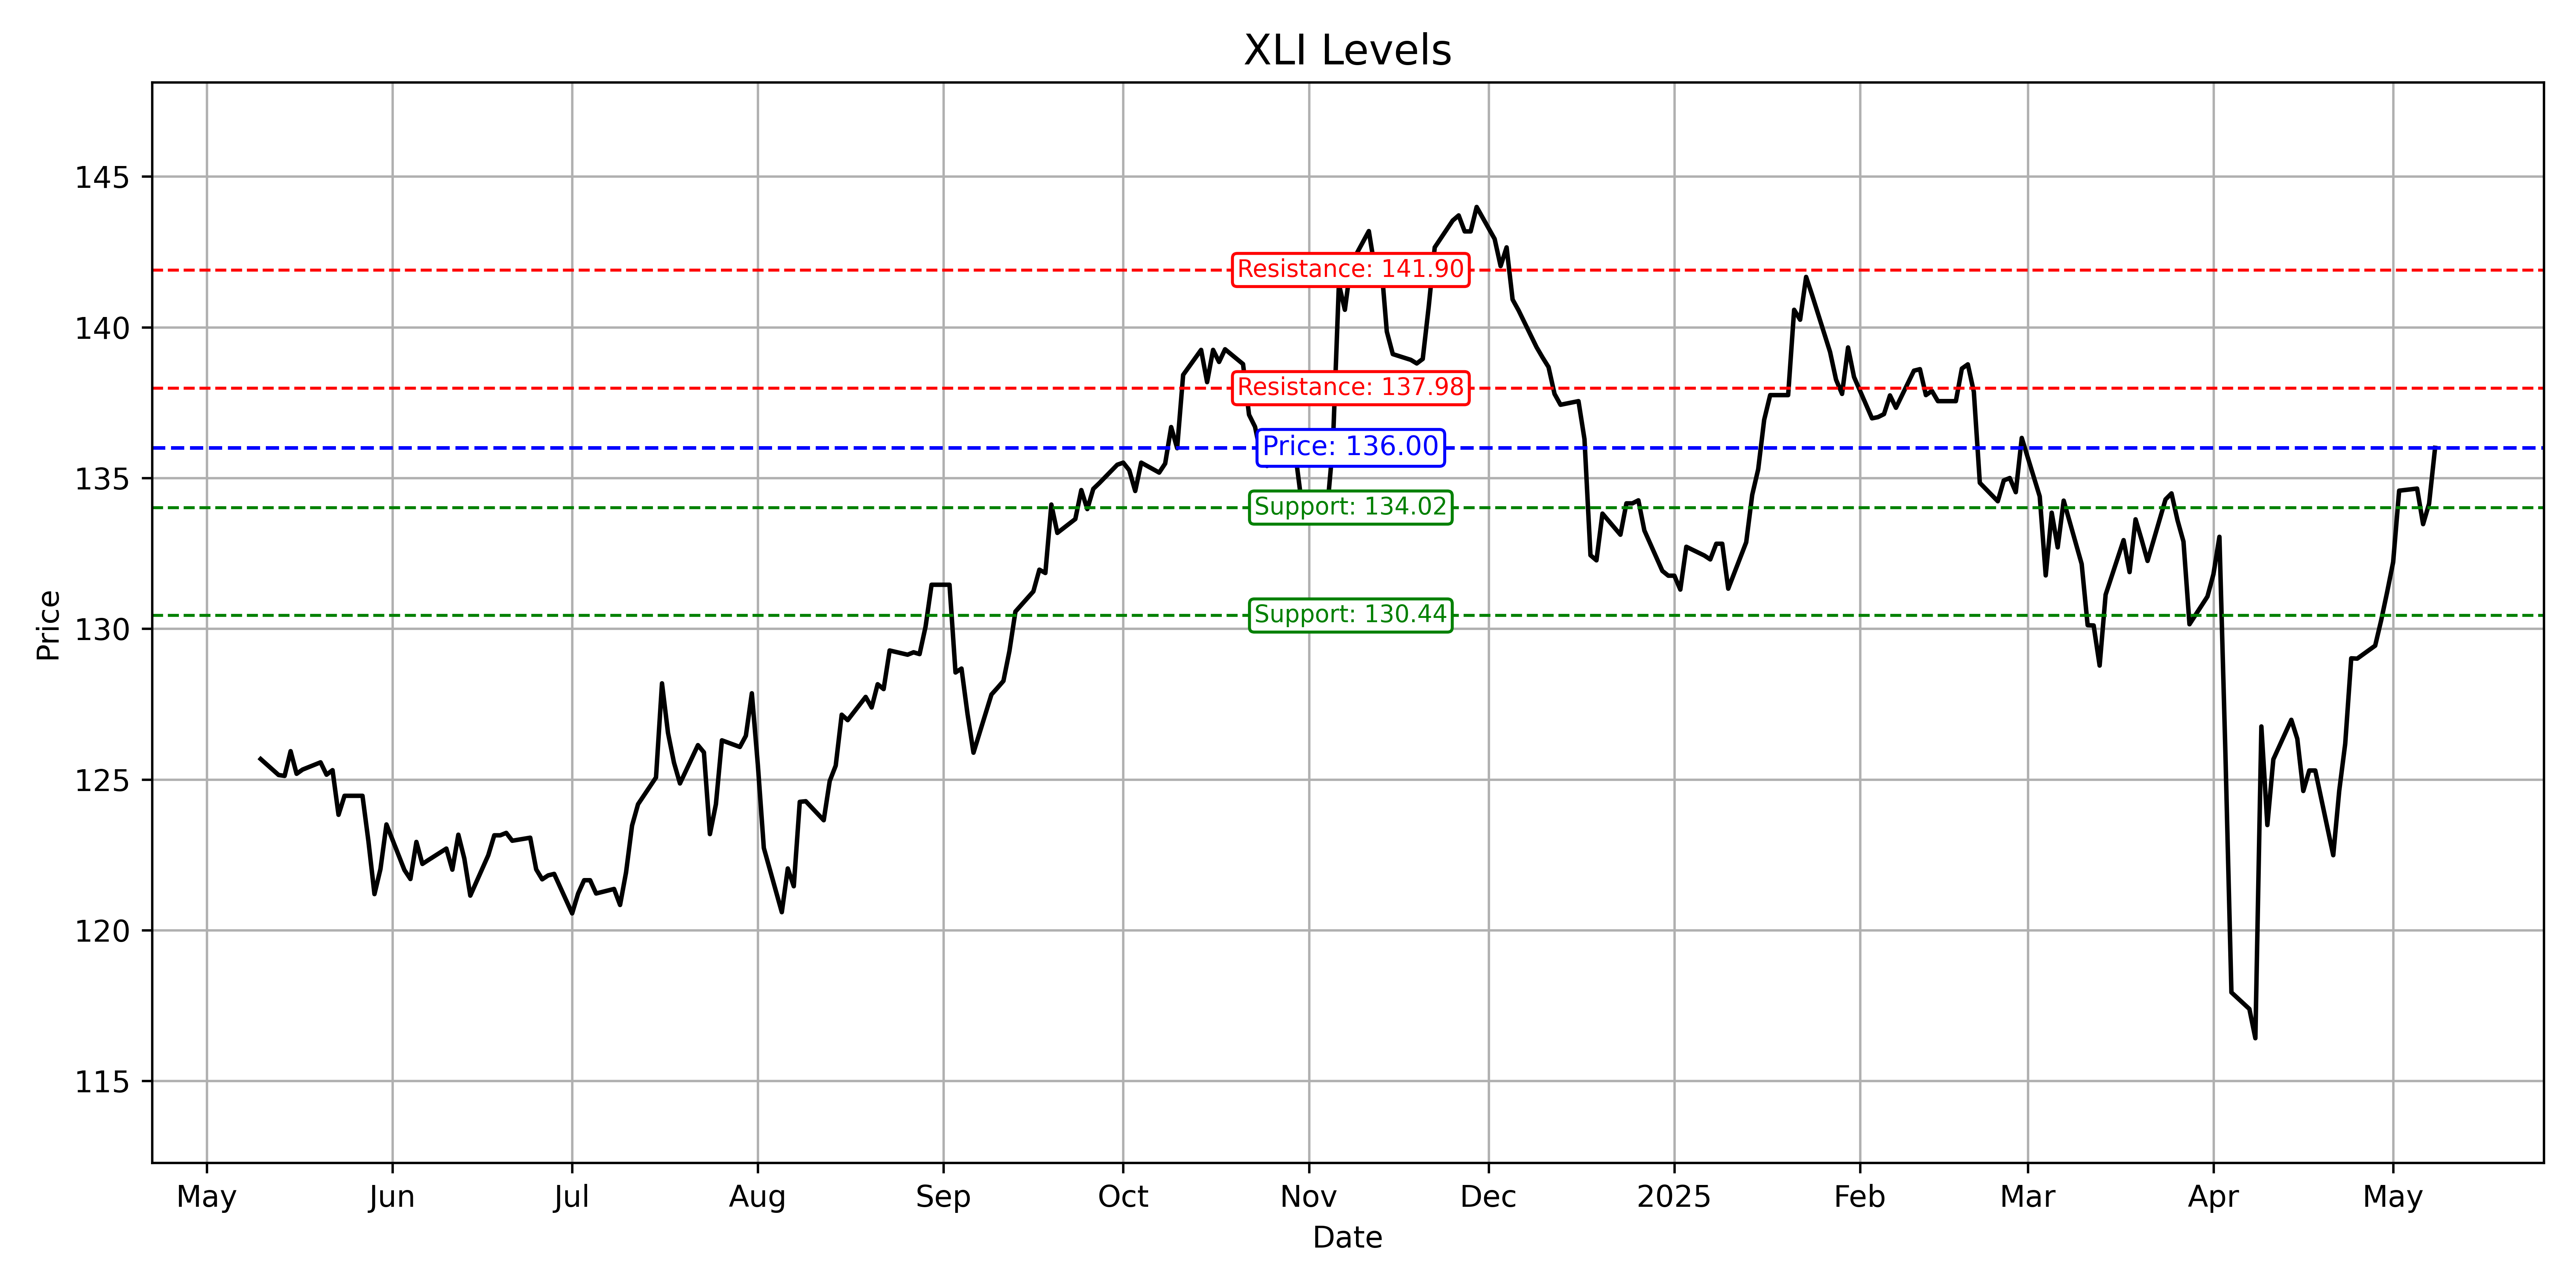 XLI Levels
145
140
135
130
125
120
115
Price
Resistance: 141.90
Resistance: 137.98
Price: 136.00
Support: 134.02
Support: 130.44
May Jun Jul Aug Sep Oct Nov Dec 2025 Feb Mar Apr May
Date